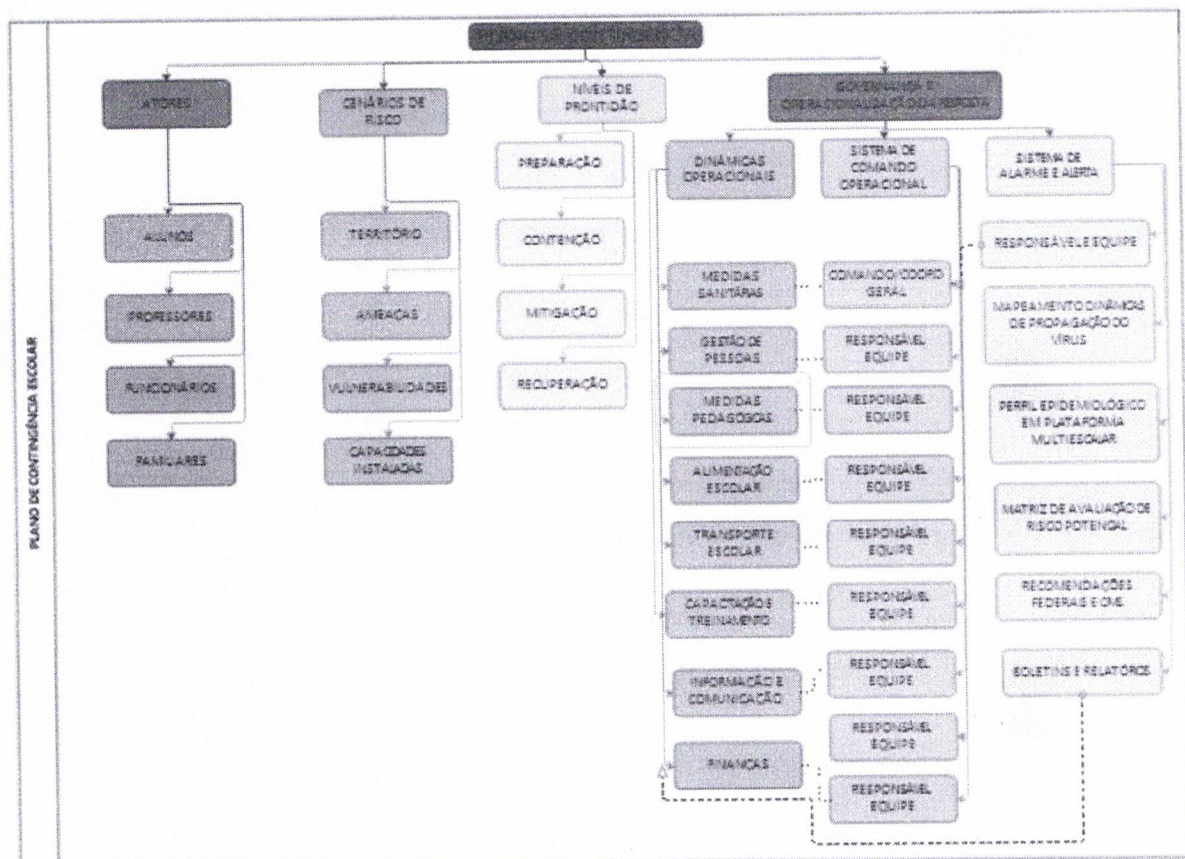 PLANO DE CONTINGÊNCIA ESCOLAR
ATORES
ALUNOS
PROFESSORES
FUNCIONÁRIOS
FAMILIARES
CENÁRIOS DE
RISCO
TERRITÓRIO
AMEAÇAS
VULNERABILIDADES
CAPACIDADES
INSTALADAS
NÍVEIS DE
PRONTIDÃO
PREPARAÇÃO
CONTENÇÃO
MITIGAÇÃO
RECUPERAÇÃO
GOVERNANÇA E
OPERACIONALIZAÇÃO DA RESPOSTA
DINÂMICAS
OPERACIONAIS
MEDIDAS
SANITÁRIAS
GESTÃO DE
PESSOAS
MEDIDAS
PEDAGÓGICAS
ALIMENTAÇÃO
ESCOLAR
TRANSPORTE
ESCOLAR
CAPACTAÇÃO E
TREINAMENTO
INFORMAÇÃO E
COMUNICAÇÃO
FINANÇAS
SISTEMA DE
COMANDO
OPERACIONAL
COMANDO/COORD
GERAL
RESPONSÁVEL
EQUIPE
RESPONSÁVEL
EQUIPE
RESPONSÁVEL
EQUIPE
RESPONSÁVEL
EQUIPE
RESPONSÁVEL
EQUIPE
RESPONSÁVEL
EQUIPE
RESPONSÁVEL
EQUIPE
RESPONSÁVEL
EQUIPE
SISTEMA DE
ALARME E ALERTA
RESPONSÁVEL E EQUIPE
MAPEAMENTO DINÂMICAS
DE PROPAGAÇÃO DO
VÍRUS
PERFIL EPIDEMIOLÓGICO
EM PLATAFORMA
MULTIESCALAR
MATRIZ DE AVALIAÇÃO DE
RISCO POTENCIAL
RECOMENDAÇÕES
FEDERAIS E OMS
BOLETINS E RELATÓRIOS